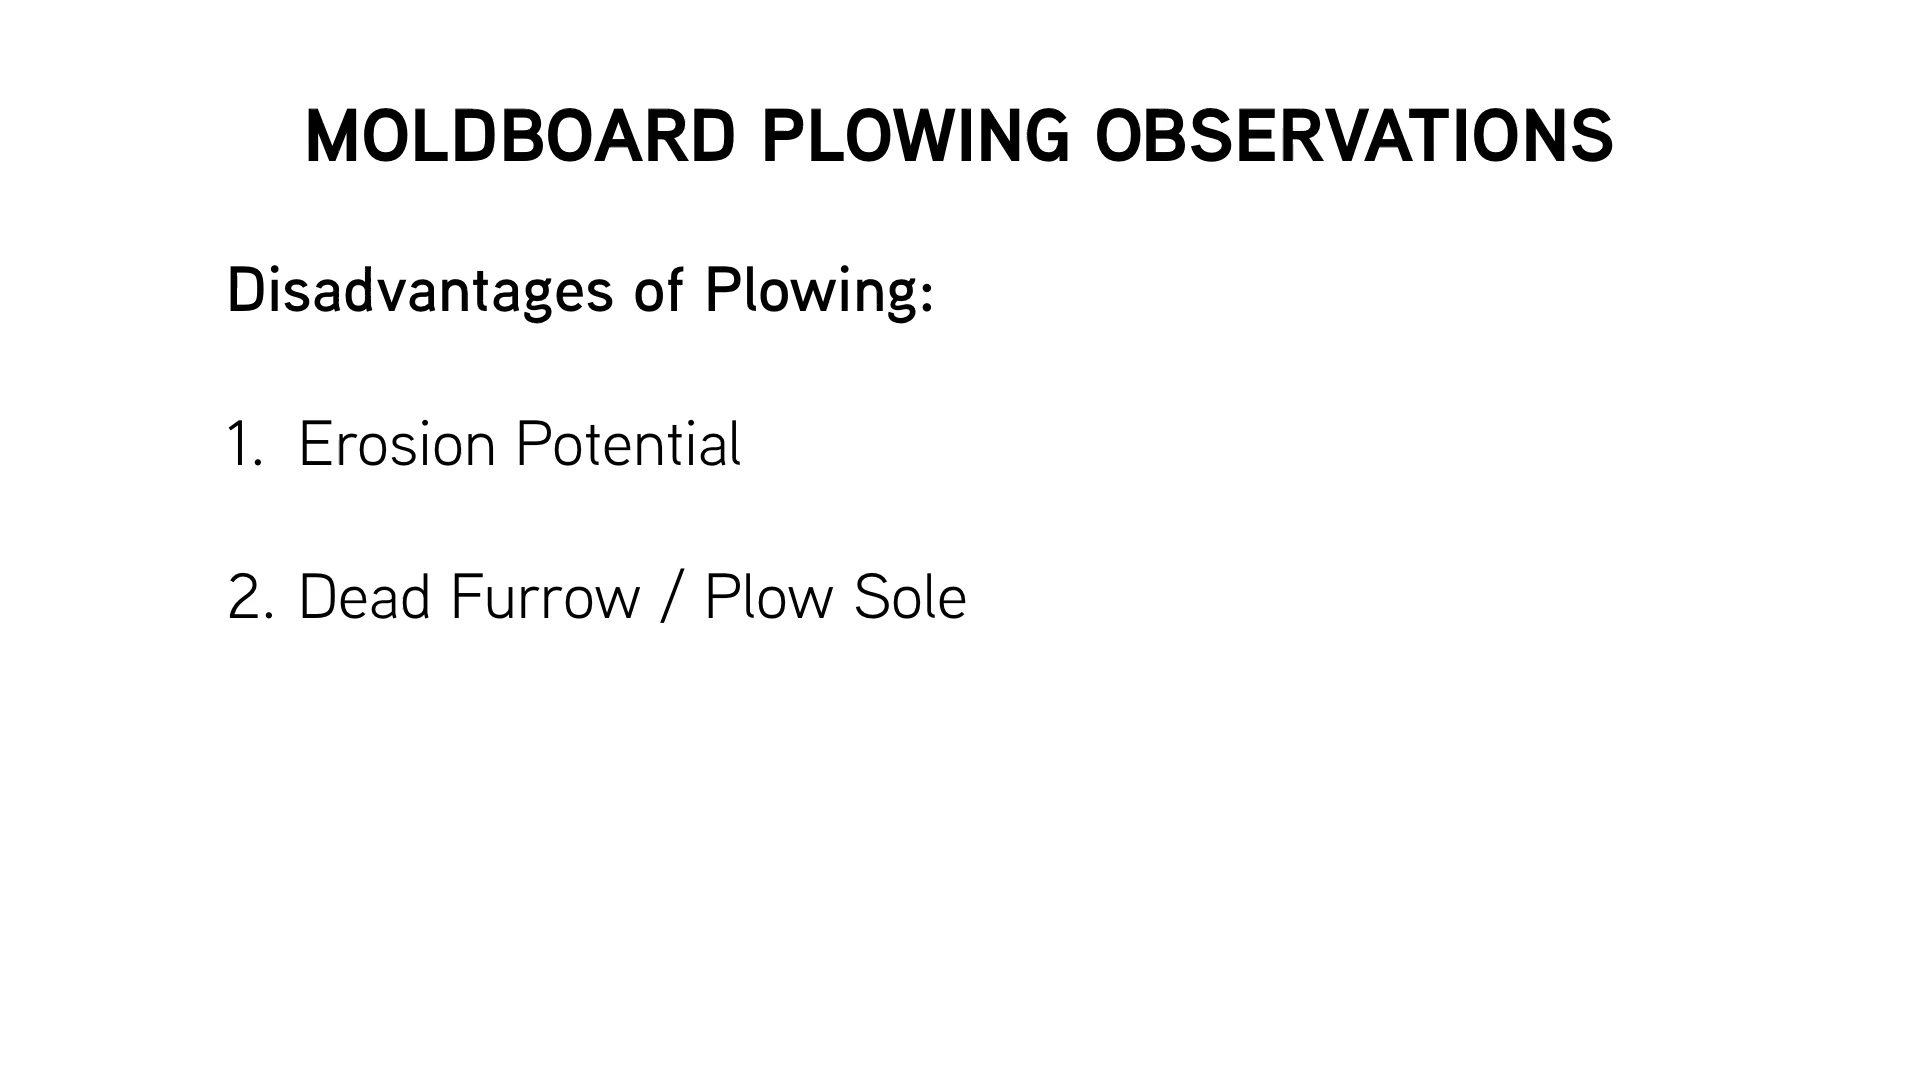 MOLDBOARD PLOWING OBSERVATIONS
Disadvantages of Plowing:
1. Erosion Potential
2. Dead Furrow / Plow Sole